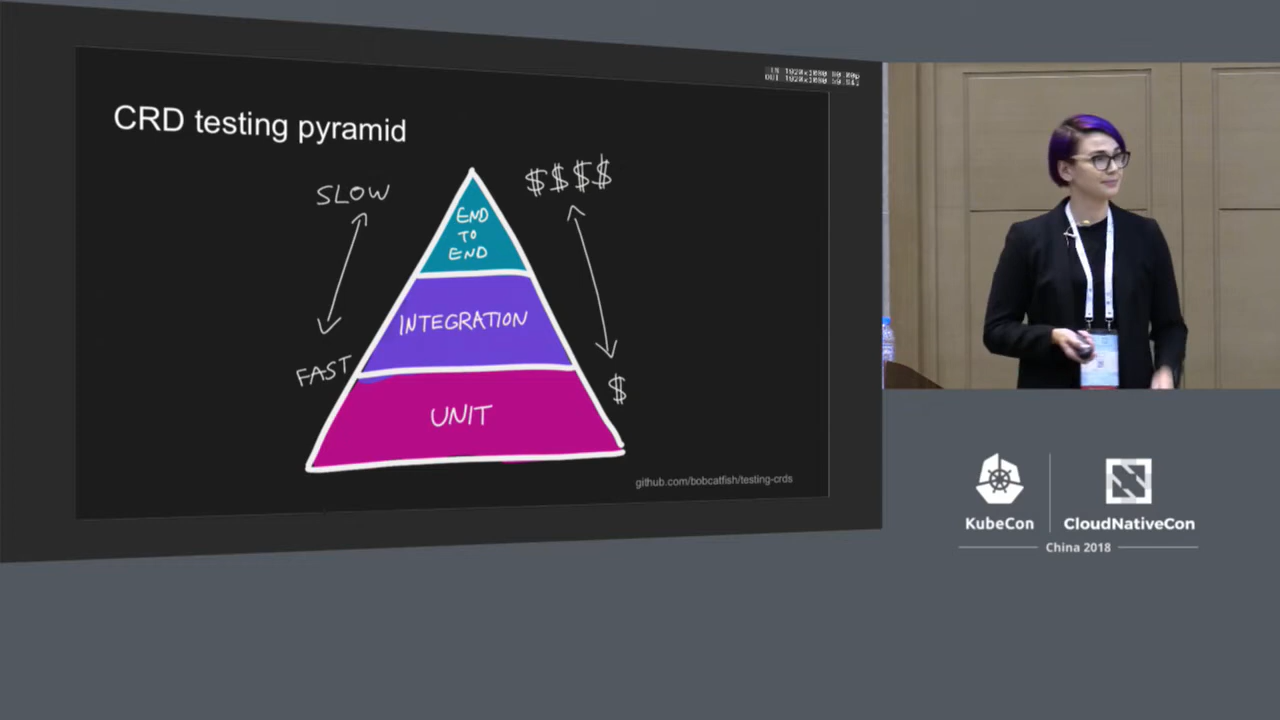 CRD testing pyramid
SLOW
$$$$
END
TO
END
INTEGRATION
FAST
$
UNIT
github.com/bobcatfish/testing-crds
KubeCon
CloudNativeCon
China 2018